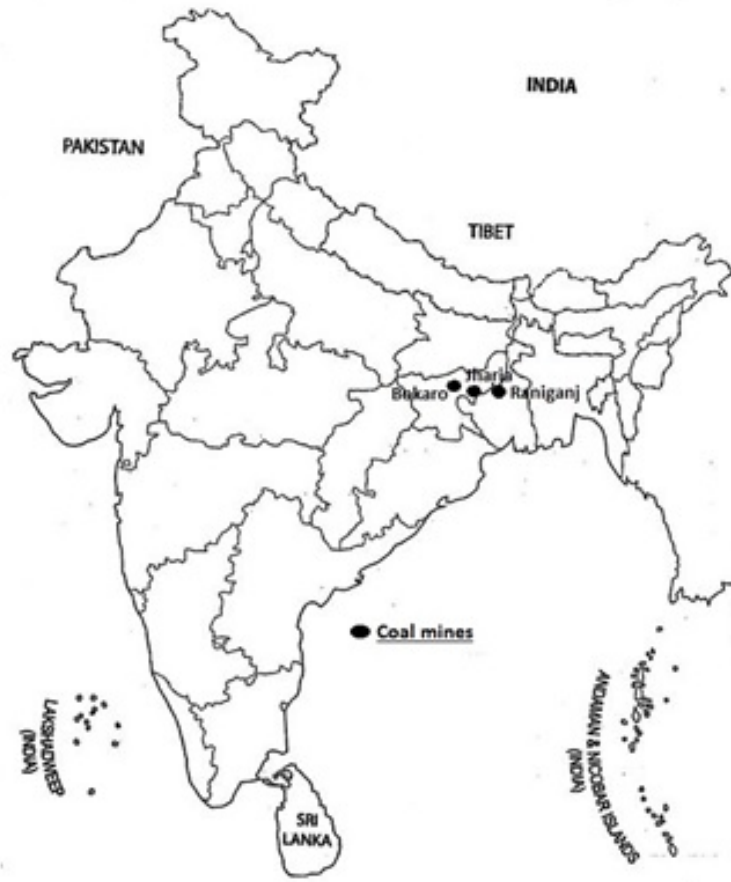 INDIA
PAKISTAN
TIBET
Jharia
Bokaro
Raniganj
Coal mines
LAKSHADWEEP
(INDIA)
ANDAMAN & NICOBAR ISLANDS
(INDIA)
SRI
LANKA